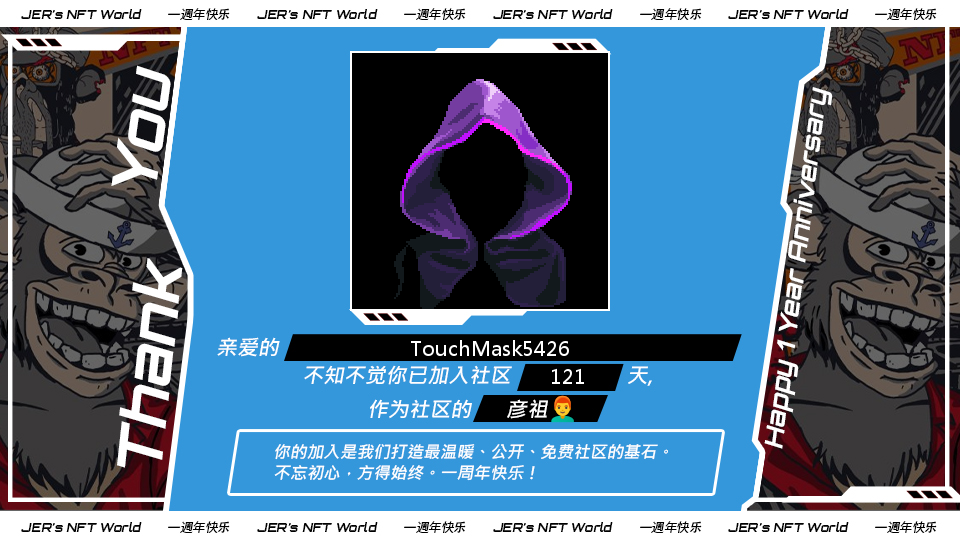 JER's NFT World 一週年快乐 JER's NFT World 一週年快乐 JER's NFT World 一週年快乐 JER's NFT World 一週年快乐
Thank You
亲爱的 TouchMask5426
不知不觉你已加入社区 121 天,
作为社区的 彦祖👨‍🦰
你的加入是我们打造最温暖、公开、免费社区的基石。
不忘初心，方得始终。一周年快乐！
Happy 1 Year Anniversary
JER's NFT World 一週年快乐 JER's NFT World 一週年快乐 JER's NFT World 一週年快乐 JER's NFT World 一週年快乐